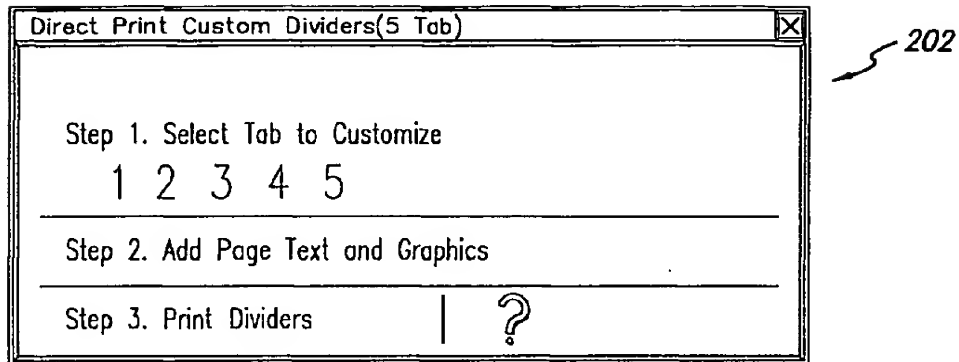 Direct Print Custom Dividers(5 Tab)
202
Step 1. Select Tab to Customize
1 2 3 4 5
Step 2. Add Page Text and Graphics
Step 3. Print Dividers | ?